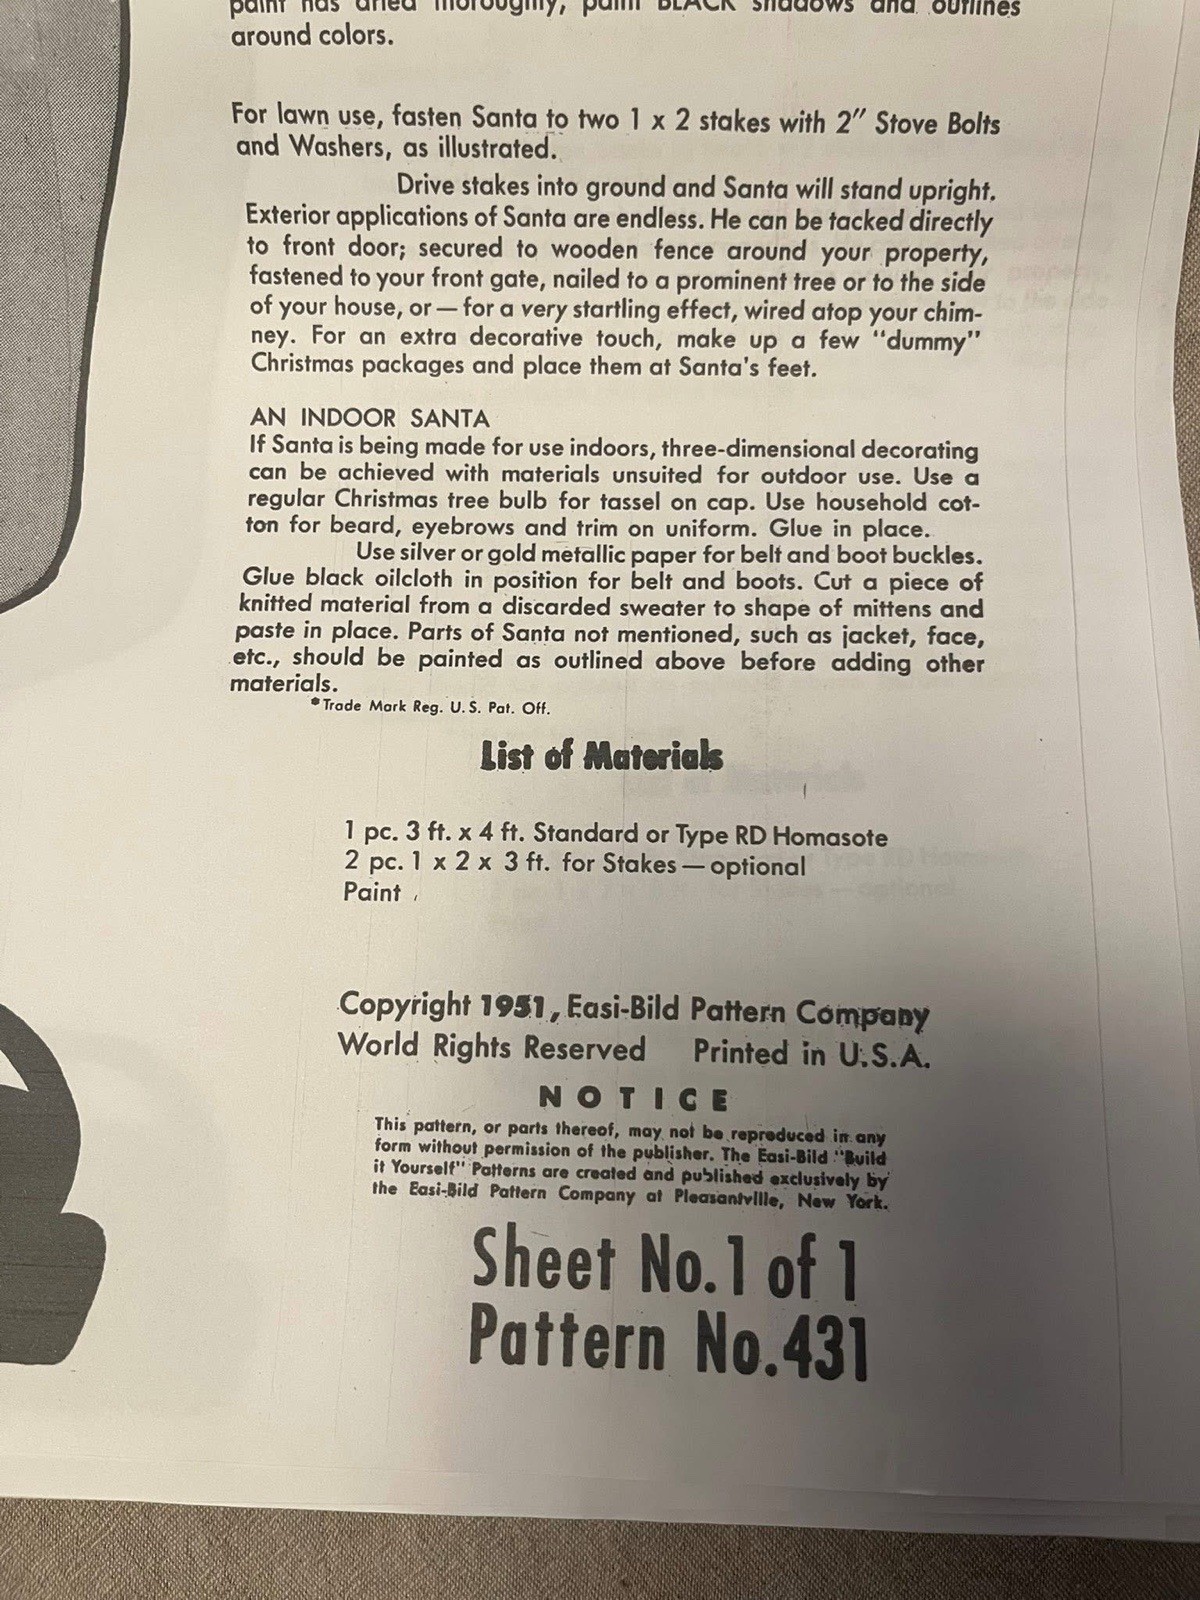 paint has dried thoroughly, paint BLACK shadows and outlines
around colors.
For lawn use, fasten Santa to two 1 x 2 stakes with 2" Stove Bolts
and Washers, as illustrated.
Drive stakes into ground and Santa will stand upright.
Exterior applications of Santa are endless. He can be tacked directly
to front door; secured to wooden fence around your property,
fastened to your front gate, nailed to a prominent tree or to the side
of your house, or — for a very startling effect, wired atop your chim-
ney. For an extra decorative touch, make up a few "dummy"
Christmas packages and place them at Santa's feet.
AN INDOOR SANTA
If Santa is being made for use indoors, three-dimensional decorating
can be achieved with materials unsuited for outdoor use. Use a
regular Christmas tree bulb for tassel on cap. Use household cot-
ton for beard, eyebrows and trim on uniform. Glue in place.
Use silver or gold metallic paper for belt and boot buckles.
Glue black oilcloth in position for belt and boots. Cut a piece of
knitted material from a discarded sweater to shape of mittens and
paste in place. Parts of Santa not mentioned, such as jacket, face,
etc., should be painted as outlined above before adding other
materials.
*Trade Mark Reg. U.S. Pat. Off.
List of Materials
1 pc. 3 ft. x 4 ft. Standard or Type RD Homasote
2 pc. 1 x 2 x 3 ft. for Stakes — optional
Paint
Copyright 1951, Easi-Bild Pattern Company
World Rights Reserved Printed in U.S.A.
NOTICE
This pattern, or parts thereof, may not be reproduced in any
form without permission of the publisher. The Easi-Bild "Build
it Yourself" Patterns are created and published exclusively by
the Easi-Bild Pattern Company at Pleasantville, New York.
Sheet No.1 of 1
Pattern No.431